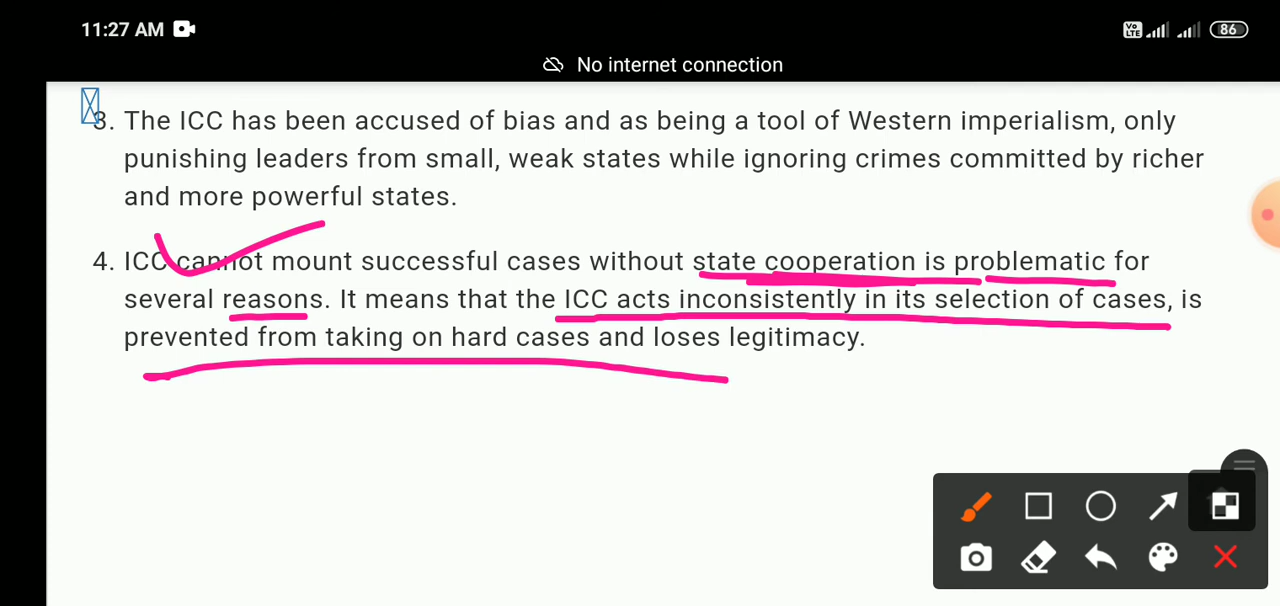 11:27 AM
Vo LTE 86
No internet connection
3. The ICC has been accused of bias and as being a tool of Western imperialism, only
punishing leaders from small, weak states while ignoring crimes committed by richer
and more powerful states.
4. ICC cannot mount successful cases without state cooperation is problematic for
several reasons. It means that the ICC acts inconsistently in its selection of cases, is
prevented from taking on hard cases and loses legitimacy.